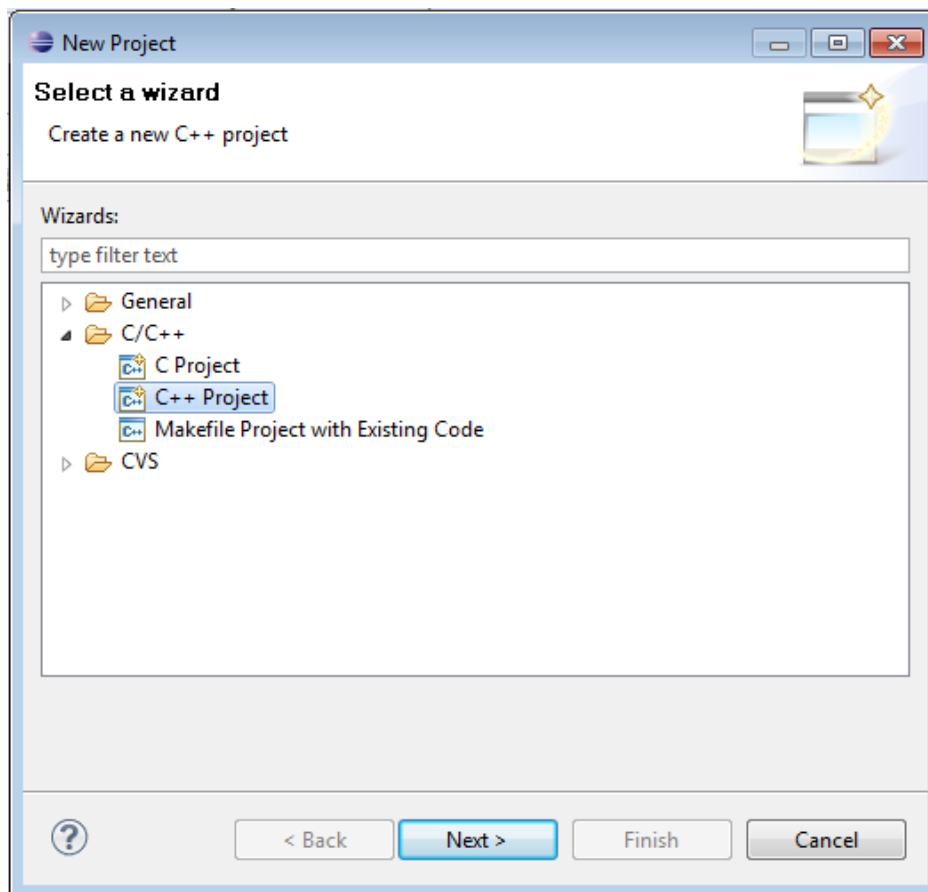 New Project
Select a wizard
Create a new C++ project
Wizards:
type filter text
General
C/C++
C Project
C++ Project
Makefile Project with Existing Code
CVS
? < Back Next > Finish Cancel